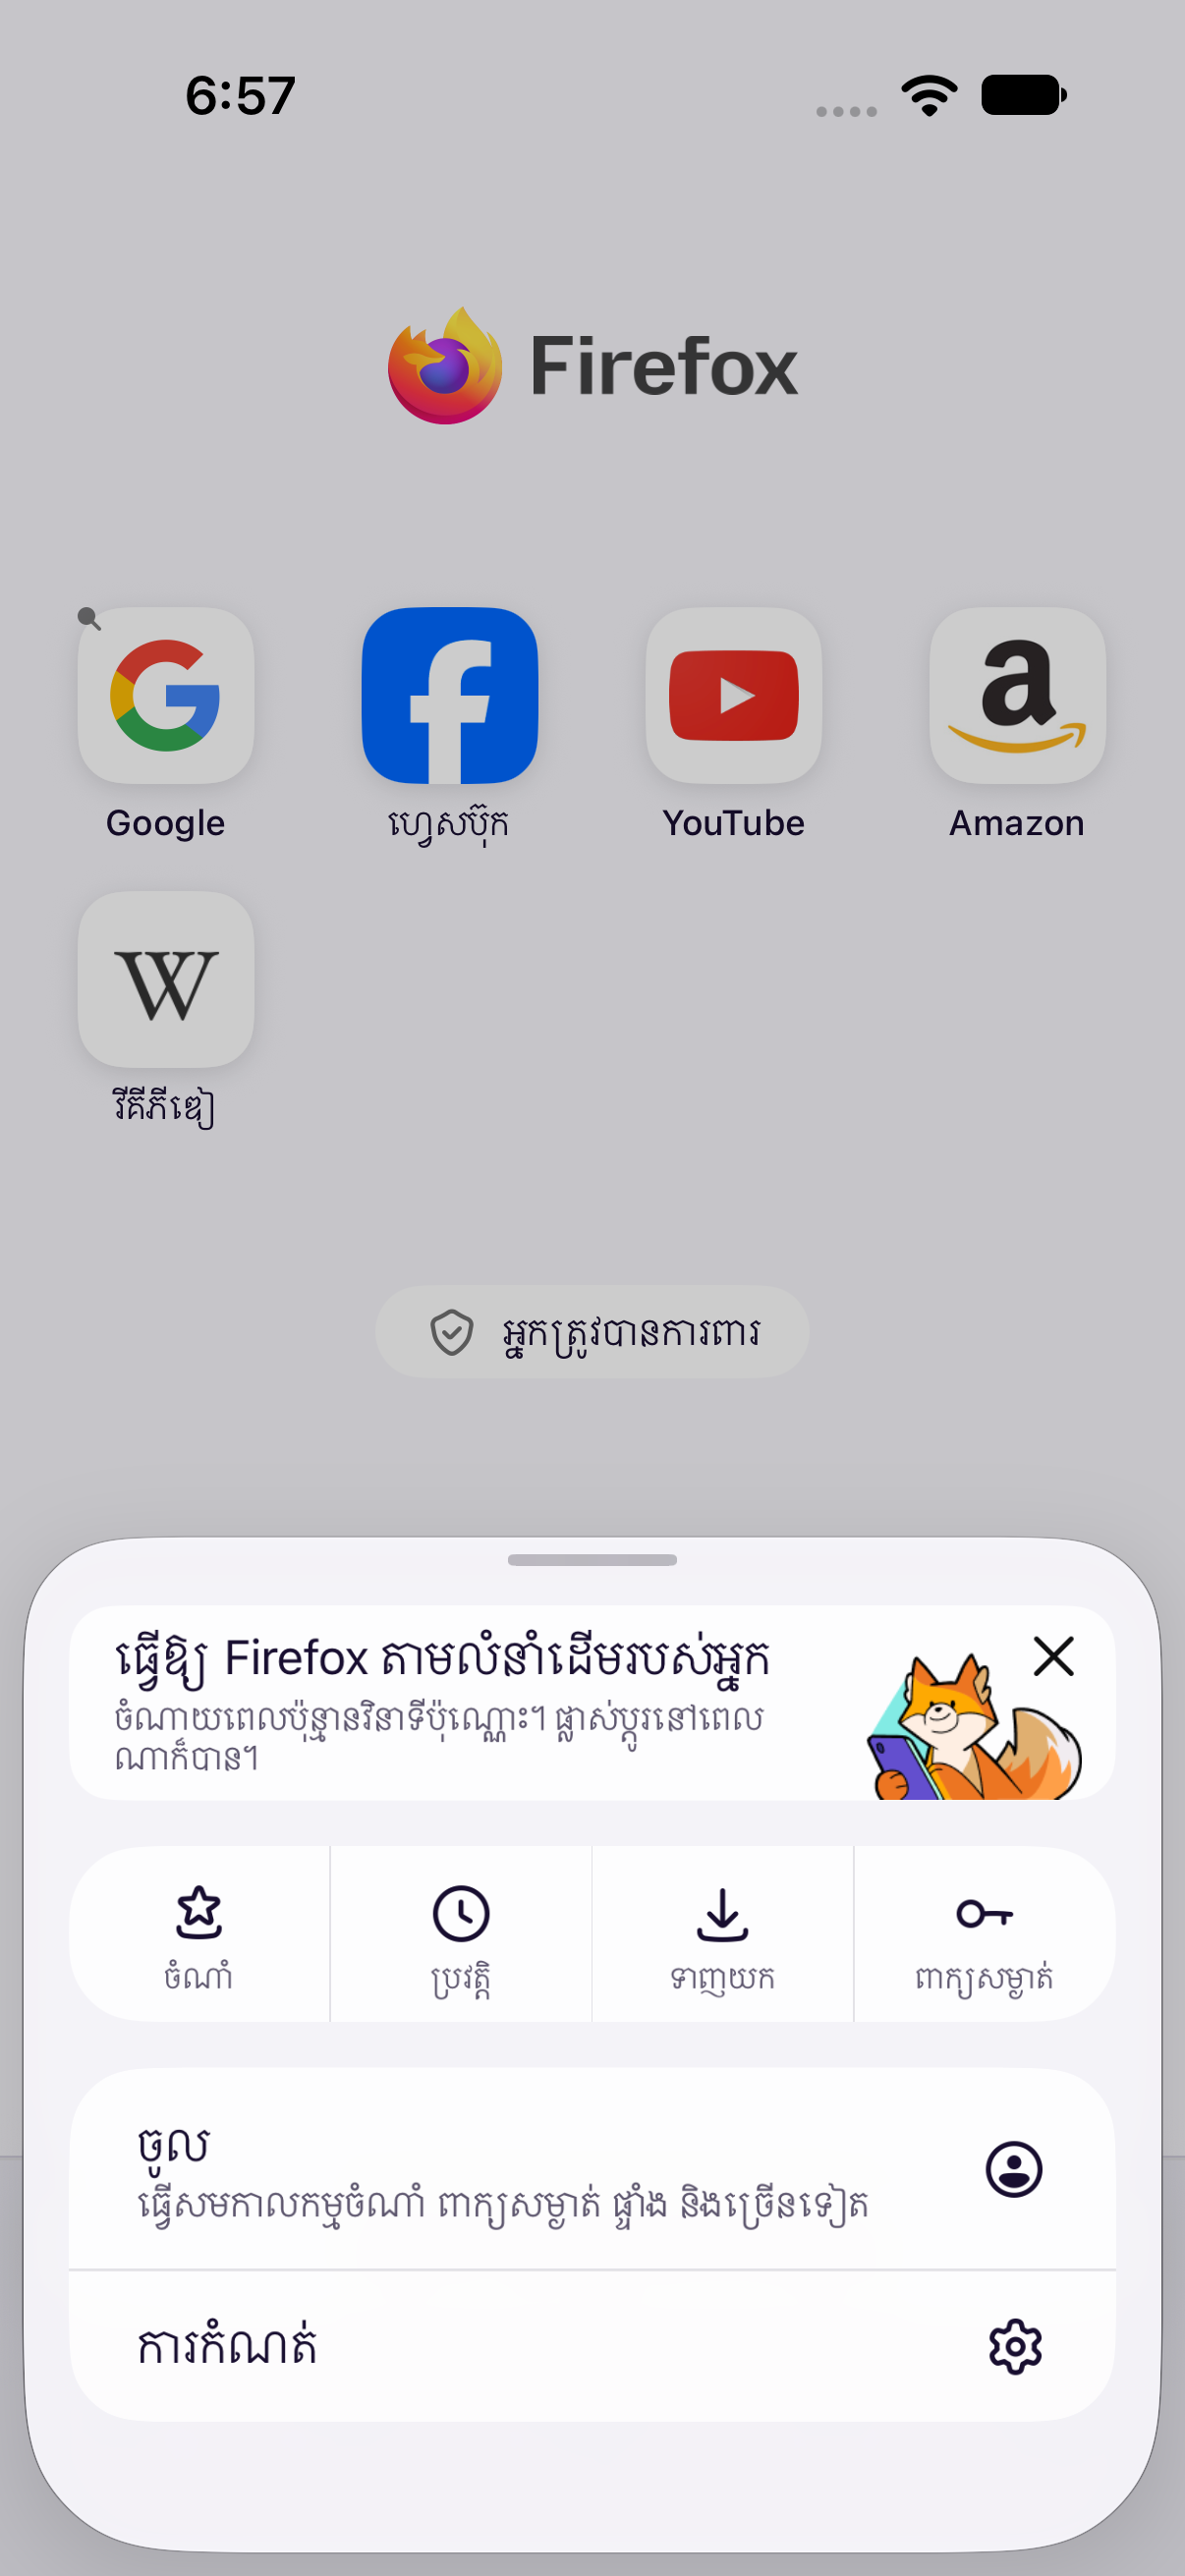 6:57
Firefox
Google
ហ្វេសប៊ុក
YouTube
Amazon
វីគីភីឌៀ
អ្នកត្រូវបានការពារ
ធ្វើឱ្យ Firefox តាមលំនាំដើមរបស់អ្នក
ចំណាយពេលប៉ុន្មានវិនាទីប៉ុណ្ណោះ។ ផ្លាស់ប្ដូរនៅពេល
ណាក៏បាន។
ចំណាំ
ប្រវត្តិ
ទាញយក
ពាក្យសម្ងាត់
ចូល
ធ្វើសមកាលកម្មចំណាំ ពាក្យសម្ងាត់ ផ្ទាំង និងច្រើនទៀត
ការកំណត់